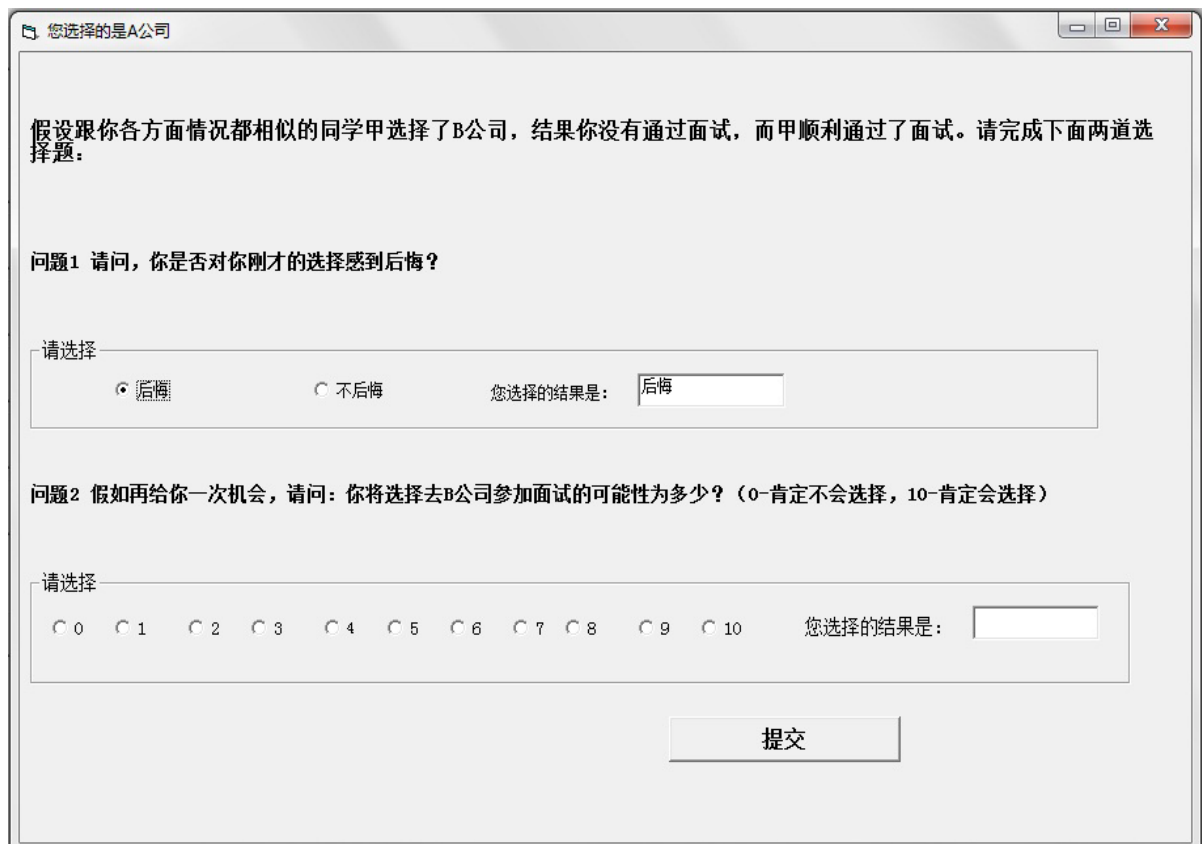 您选择的是A公司
假设跟你各方面情况都相似的同学甲选择了B公司，结果你没有通过面试，而甲顺利通过了面试。请完成下面两道选
择题：
问题1 请问，你是否对你刚才的选择感到后悔？
请选择
后悔 不后悔 您选择的结果是： 后悔
问题2 假如再给你一次机会，请问：你将选择去B公司参加面试的可能性为多少？（0-肯定不会选择，10-肯定会选择）
请选择
0 1 2 3 4 5 6 7 8 9 10 您选择的结果是：
提交